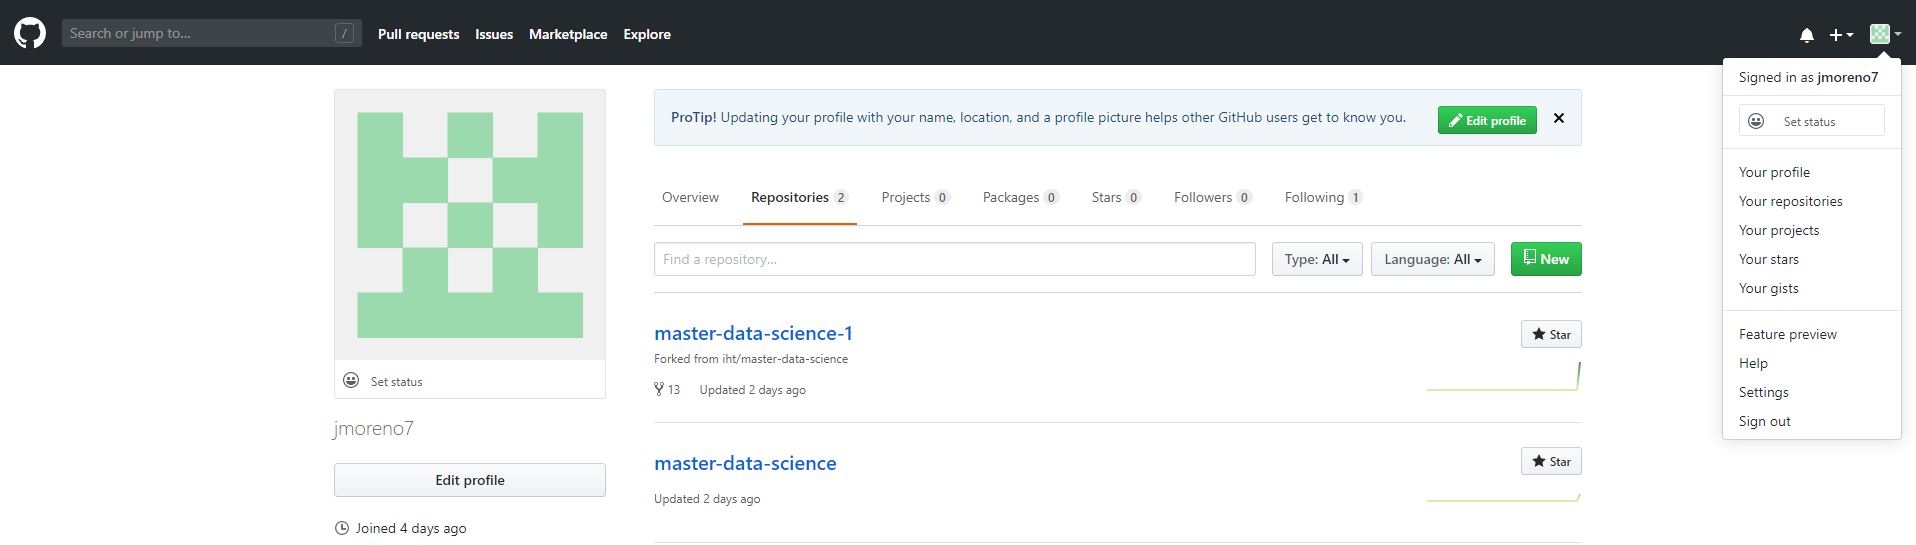 Search or jump to... /
Pull requests Issues Marketplace Explore
Signed in as jmoreno7
Set status
Your profile
Your repositories
Your projects
Your stars
Your gists
Feature preview
Help
Settings
Sign out
Set status
jmoreno7
Edit profile
Joined 4 days ago
ProTip! Updating your profile with your name, location, and a profile picture helps other GitHub users get to know you.
Edit profile
Overview Repositories 2 Projects 0 Packages 0 Stars 0 Followers 0 Following 1
Find a repository... Type: All Language: All New
master-data-science-1
Star
Forked from iht/master-data-science
13 Updated 2 days ago
master-data-science
Star
Updated 2 days ago